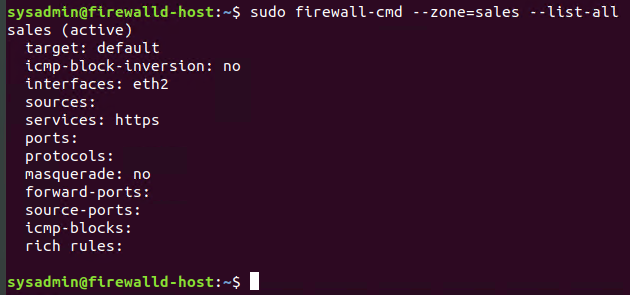 sysadmin@firewalld-host:~$ sudo firewall-cmd --zone=sales --list-all
sales (active)
  target: default
  icmp-block-inversion: no
  interfaces: eth2
  sources:
  services: https
  ports:
  protocols:
  masquerade: no
  forward-ports:
  source-ports:
  icmp-blocks:
  rich rules:

sysadmin@firewalld-host:~$